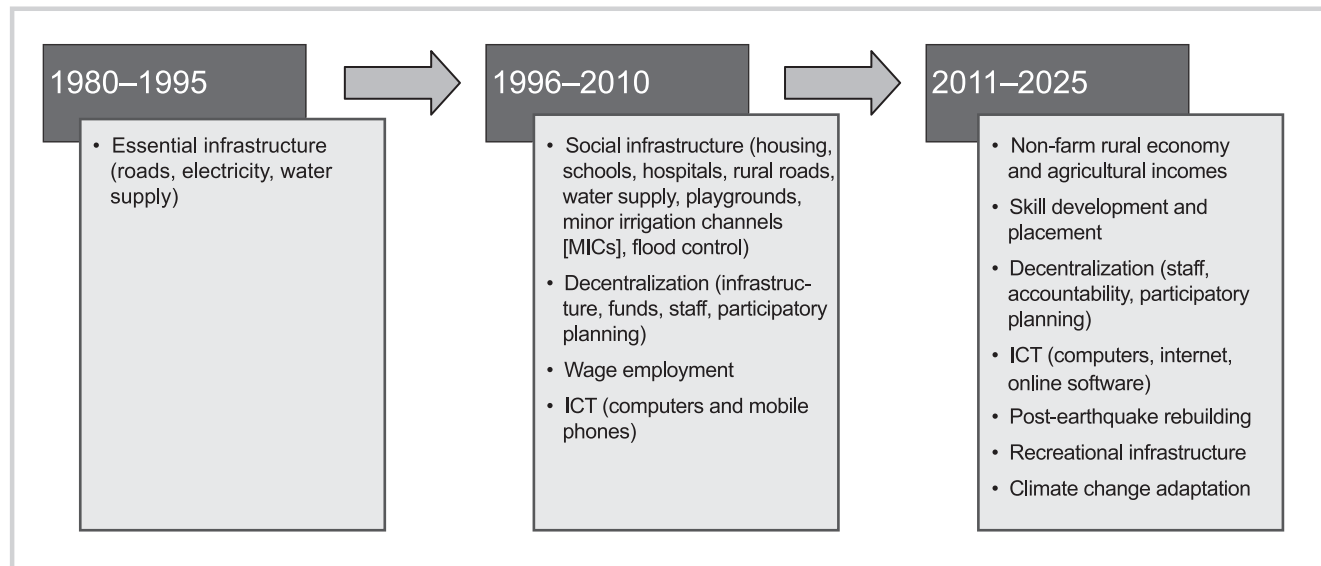 1980–1995
• Essential infrastructure
(roads, electricity, water
supply)
1996–2010
• Social infrastructure (housing,
schools, hospitals, rural roads,
water supply, playgrounds,
minor irrigation channels
[MICs], flood control)
• Decentralization (infrastruc-
ture, funds, staff, participatory
planning)
• Wage employment
• ICT (computers and mobile
phones)
2011–2025
• Non-farm rural economy
and agricultural incomes
• Skill development and
placement
• Decentralization (staff,
accountability, participatory
planning)
• ICT (computers, internet,
online software)
• Post-earthquake rebuilding
• Recreational infrastructure
• Climate change adaptation